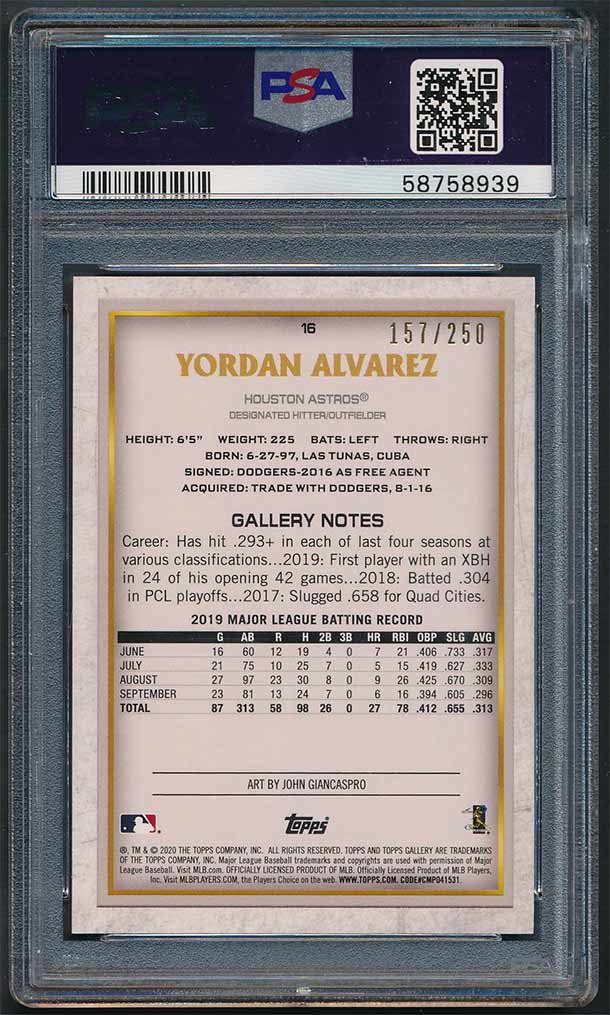 PSA
58758939
16
157/250
YORDAN ALVAREZ
HOUSTON ASTROS®
DESIGNATED HITTER/OUTFIELDER
HEIGHT: 6'5" WEIGHT: 225 BATS: LEFT THROWS: RIGHT
BORN: 6-27-97, LAS TUNAS, CUBA
SIGNED: DODGERS-2016 AS FREE AGENT
ACQUIRED: TRADE WITH DODGERS, 8-1-16
GALLERY NOTES
Career: Has hit .293+ in each of last four seasons at
various classifications...2019: First player with an XBH
in 24 of his opening 42 games...2018: Batted .304
in PCL playoffs...2017: Slugged .658 for Quad Cities.
2019 MAJOR LEAGUE BATTING RECORD
G AB R H 2B 3B HR RBI OBP SLG AVG
JUNE 16 60 12 19 4 0 7 21 .406 .733 .317
JULY 21 75 10 25 7 0 5 15 .419 .627 .333
AUGUST 27 97 23 30 8 0 9 26 .425 .670 .309
SEPTEMBER 23 81 13 24 7 0 6 16 .394 .605 .296
TOTAL 87 313 58 98 26 0 27 78 .412 .655 .313
ART BY JOHN GIANCASPRO
Topps
®, TM & © 2020 THE TOPPS COMPANY, INC. ALL RIGHTS RESERVED. TOPPS AND TOPPS GALLERY ARE TRADEMARKS
OF THE TOPPS COMPANY, INC. Major League Baseball trademarks and copyrights are used with permission of Major
League Baseball. Visit MLB.com. OFFICIALLY LICENSED PRODUCT OF MLB. Officially Licensed Product of MLB Players,
Inc. Visit MLBPLAYERS.COM, the Players Choice on the web. WWW.TOPPS.COM. CODE#CMP041531.